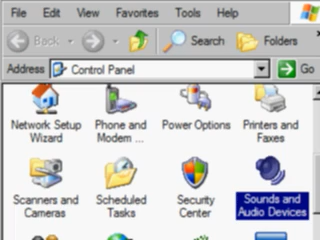 File Edit View Favorites Tools Help
Back Search Folders
Address Control Panel Go
Network Setup Phone and Power Options Printers and
Wizard Modem ... Faxes
Scanners and Scheduled Security Sounds and
Cameras Tasks Center Audio Devices